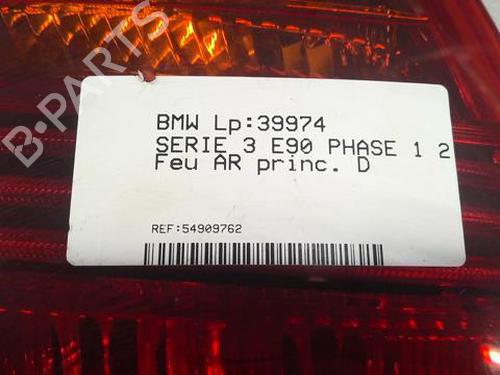 B-PARTS
BMW Lp:39974
SERIE 3 E90 PHASE 1 2
Feu AR princ. D
REF:54909762